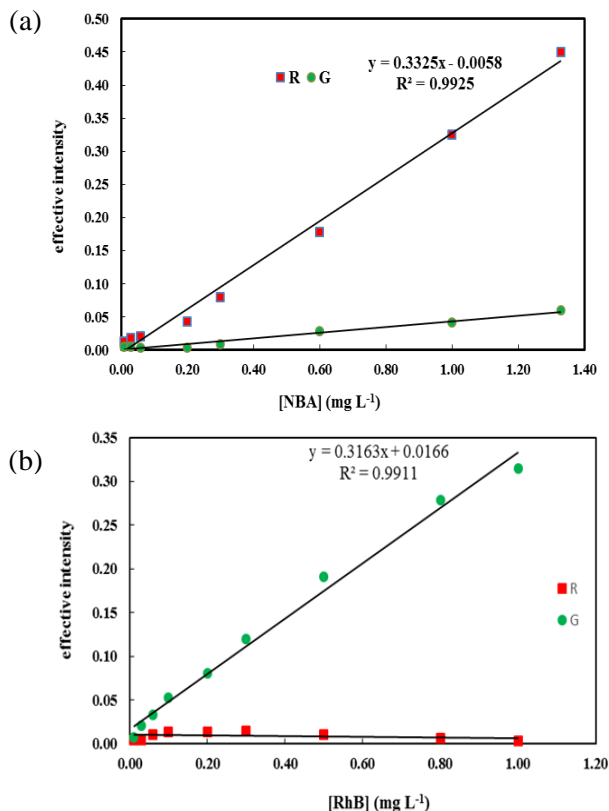 (a)
0.50
0.45
0.40
0.35
0.30
0.25
0.20
0.15
0.10
0.05
0.00
effective intensity
R G
y = 0.3325x - 0.0058
R² = 0.9925
0.00 0.20 0.40 0.60 0.80 1.00 1.20 1.40
[NBA] (mg L⁻¹)
(b)
0.35
0.30
0.25
0.20
0.15
0.10
0.05
0.00
effective intensity
y = 0.3163x + 0.0166
R² = 0.9911
R
G
0.00 0.20 0.40 0.60 0.80 1.00 1.20
[RhB] (mg L⁻¹)